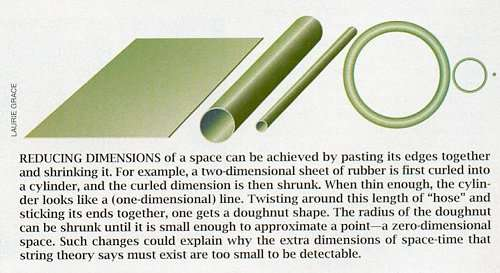 LAURIE GRACE
REDUCING DIMENSIONS of a space can be achieved by pasting its edges together
and shrinking it. For example, a two-dimensional sheet of rubber is first curled into
a cylinder, and the curled dimension is then shrunk. When thin enough, the cylin-
der looks like a (one-dimensional) line. Twisting around this length of “hose” and
sticking its ends together, one gets a doughnut shape. The radius of the doughnut
can be shrunk until it is small enough to approximate a point—a zero-dimensional
space. Such changes could explain why the extra dimensions of space-time that
string theory says must exist are too small to be detectable.